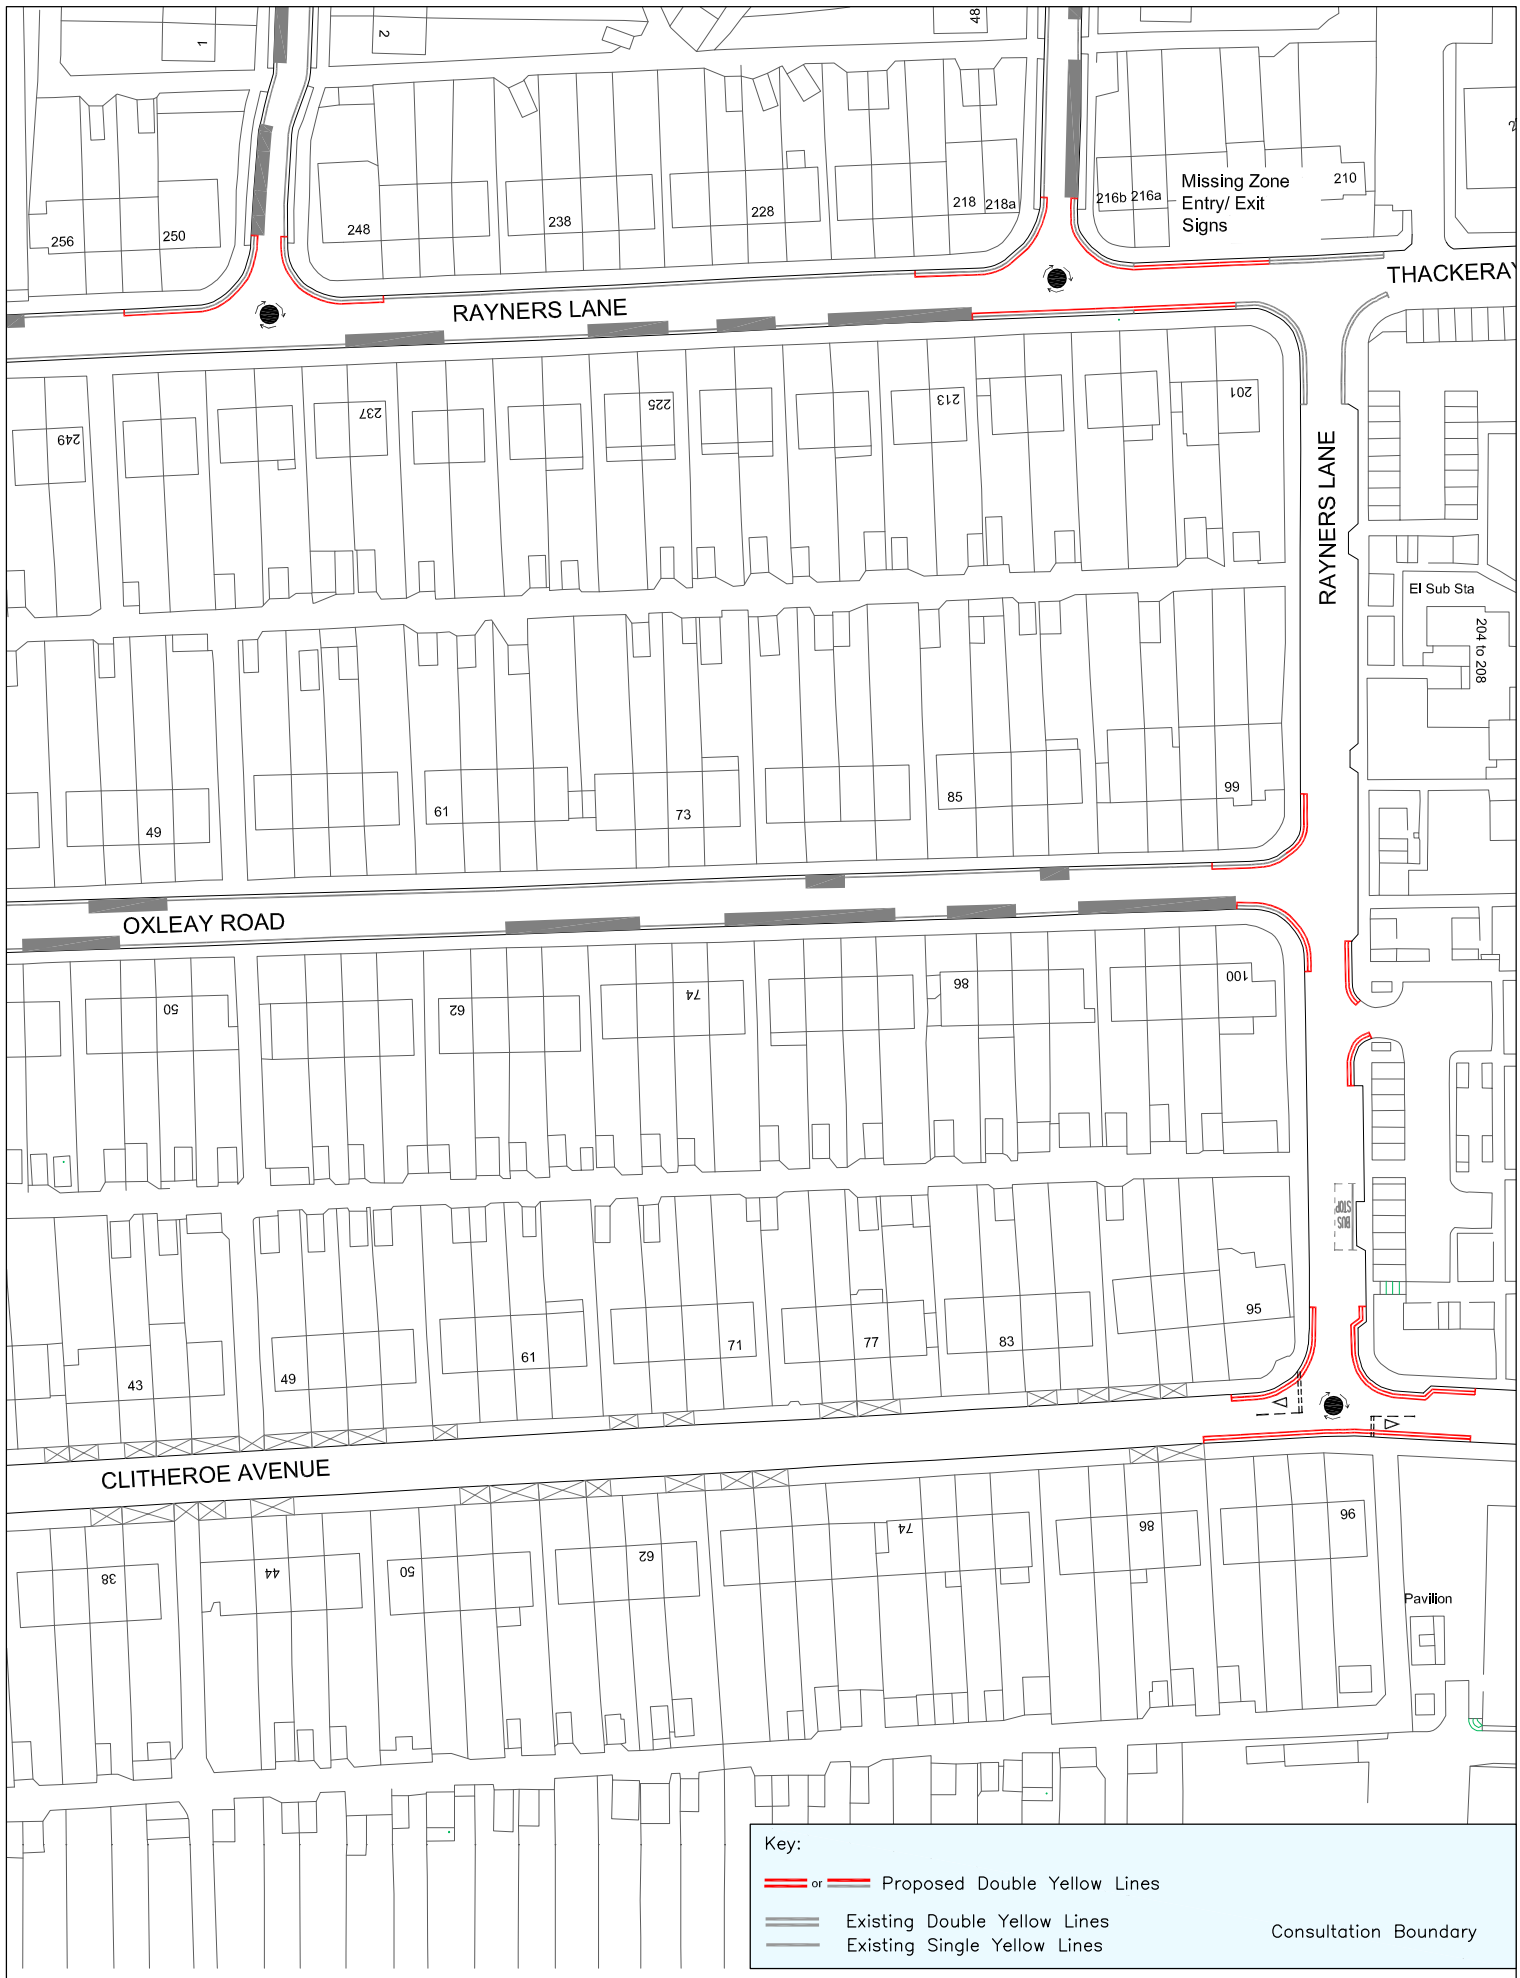 1
2
48
256
250
248
238
228
218
218a
216b
216a
Missing Zone
Entry/ Exit
Signs
210
THACKERAY
RAYNERS LANE
249
237
225
213
201
RAYNERS LANE
El Sub Sta
204 to 208
49
61
73
85
99
OXLEAY ROAD
50
62
74
86
100
BUS
STOP
43
49
61
71
77
83
95
CLITHEROE AVENUE
38
44
50
62
74
86
96
Pavilion
Key:
or Proposed Double Yellow Lines
Existing Double Yellow Lines
Existing Single Yellow Lines
Consultation Boundary